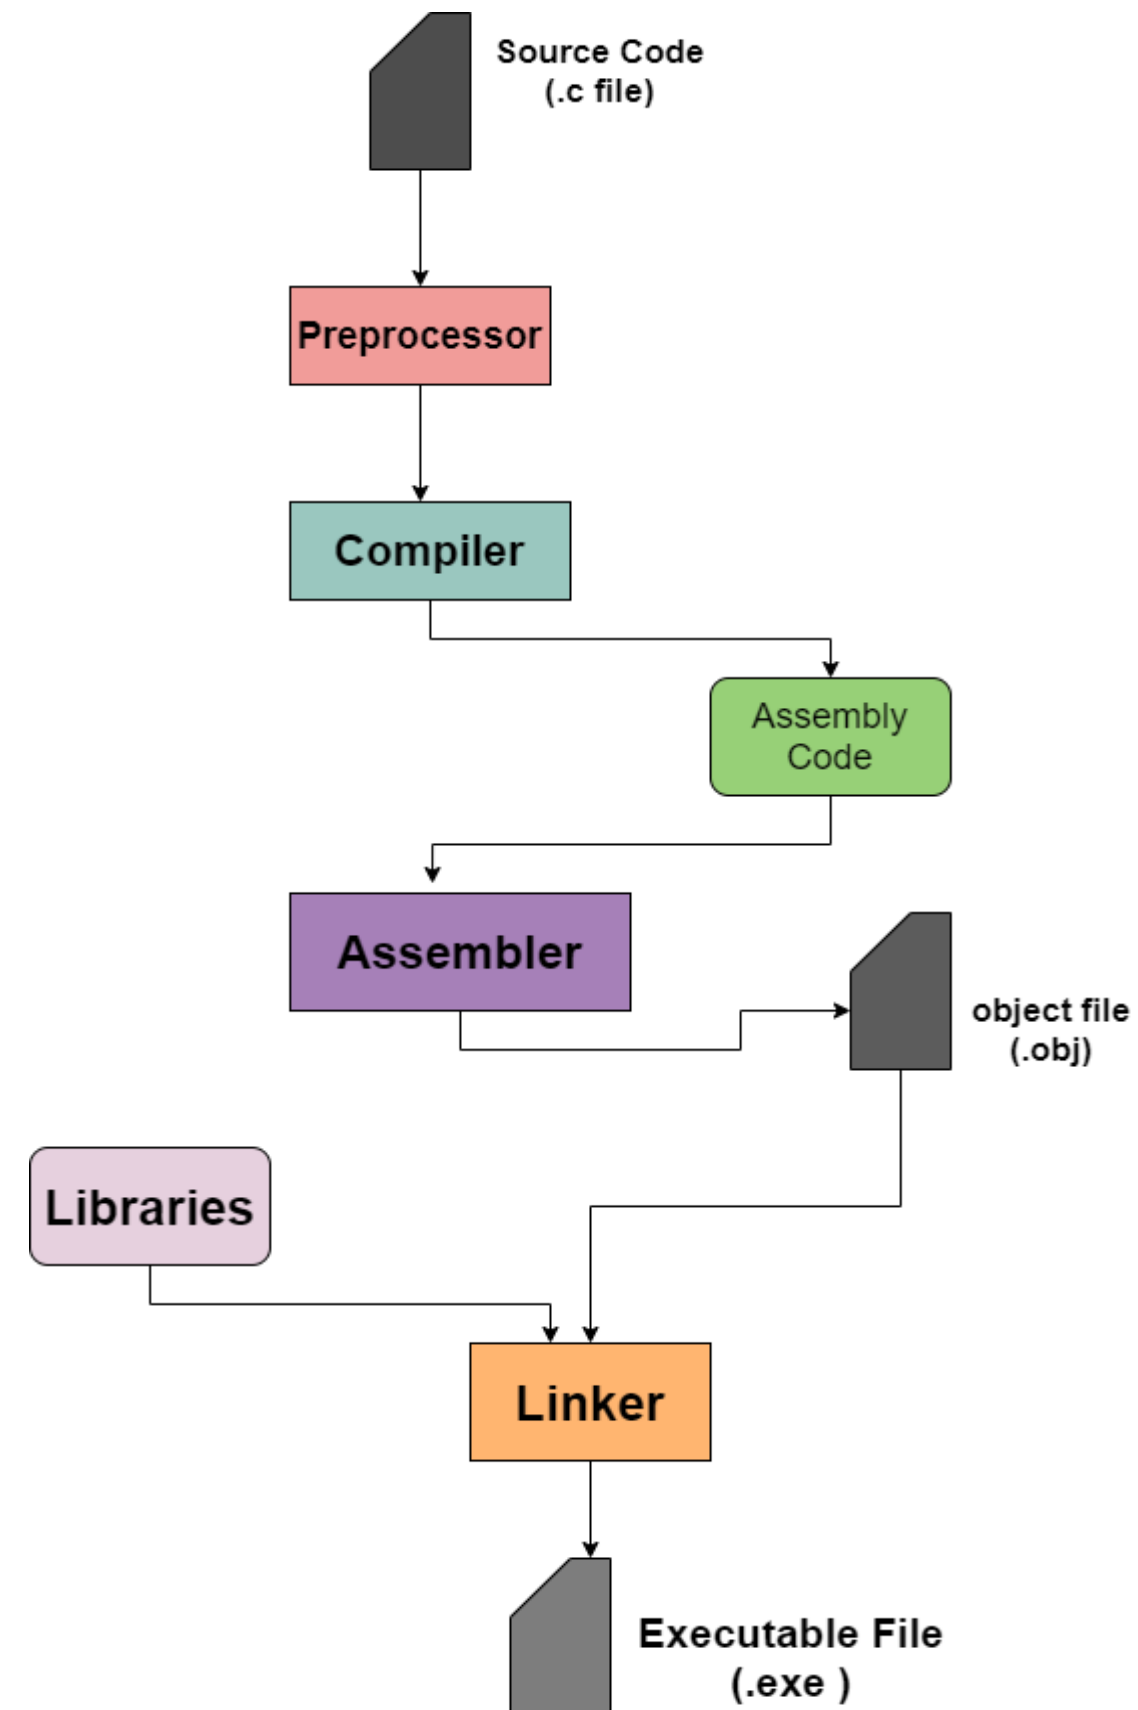 Source Code
(.c file)
Preprocessor
Compiler
Assembly
Code
Assembler
object file
(.obj)
Libraries
Linker
Executable File
(.exe )